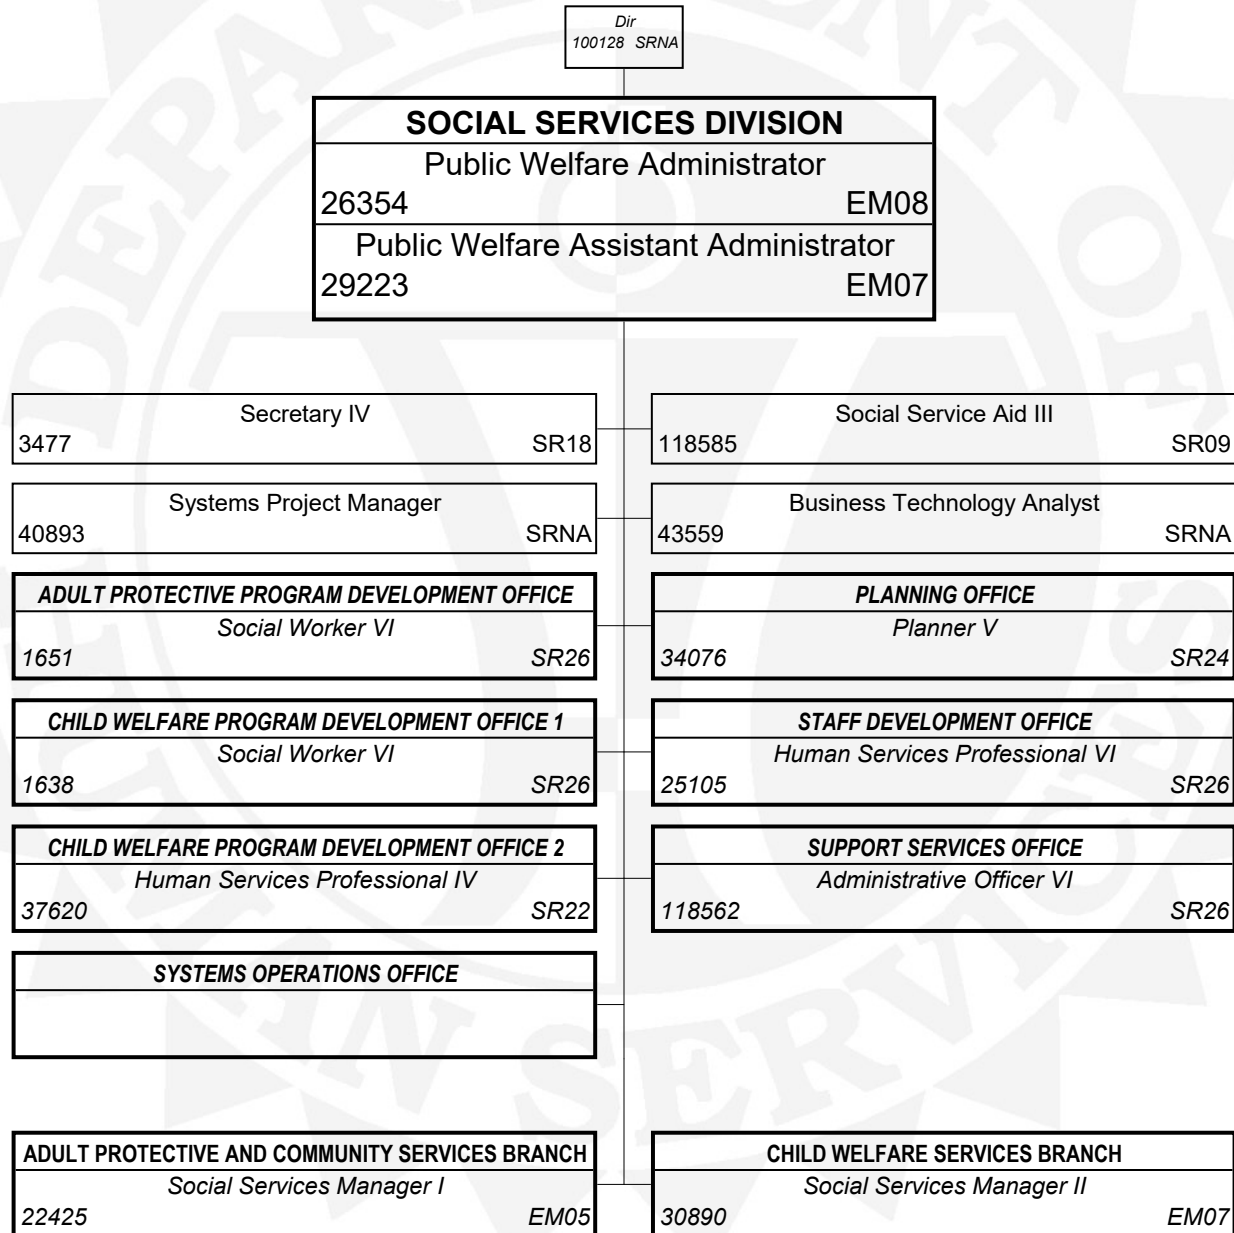 Dir
100128 SRNA
SOCIAL SERVICES DIVISION
Public Welfare Administrator
26354 EM08
Public Welfare Assistant Administrator
29223 EM07
Secretary IV
3477 SR18
Social Service Aid III
118585 SR09
Systems Project Manager
40893 SRNA
Business Technology Analyst
43559 SRNA
ADULT PROTECTIVE PROGRAM DEVELOPMENT OFFICE
Social Worker VI
1651 SR26
PLANNING OFFICE
Planner V
34076 SR24
CHILD WELFARE PROGRAM DEVELOPMENT OFFICE 1
Social Worker VI
1638 SR26
STAFF DEVELOPMENT OFFICE
Human Services Professional VI
25105 SR26
CHILD WELFARE PROGRAM DEVELOPMENT OFFICE 2
Human Services Professional IV
37620 SR22
SUPPORT SERVICES OFFICE
Administrative Officer VI
118562 SR26
SYSTEMS OPERATIONS OFFICE
ADULT PROTECTIVE AND COMMUNITY SERVICES BRANCH
Social Services Manager I
22425 EM05
CHILD WELFARE SERVICES BRANCH
Social Services Manager II
30890 EM07
DEPARTMENT OF
HUMAN SERVICES